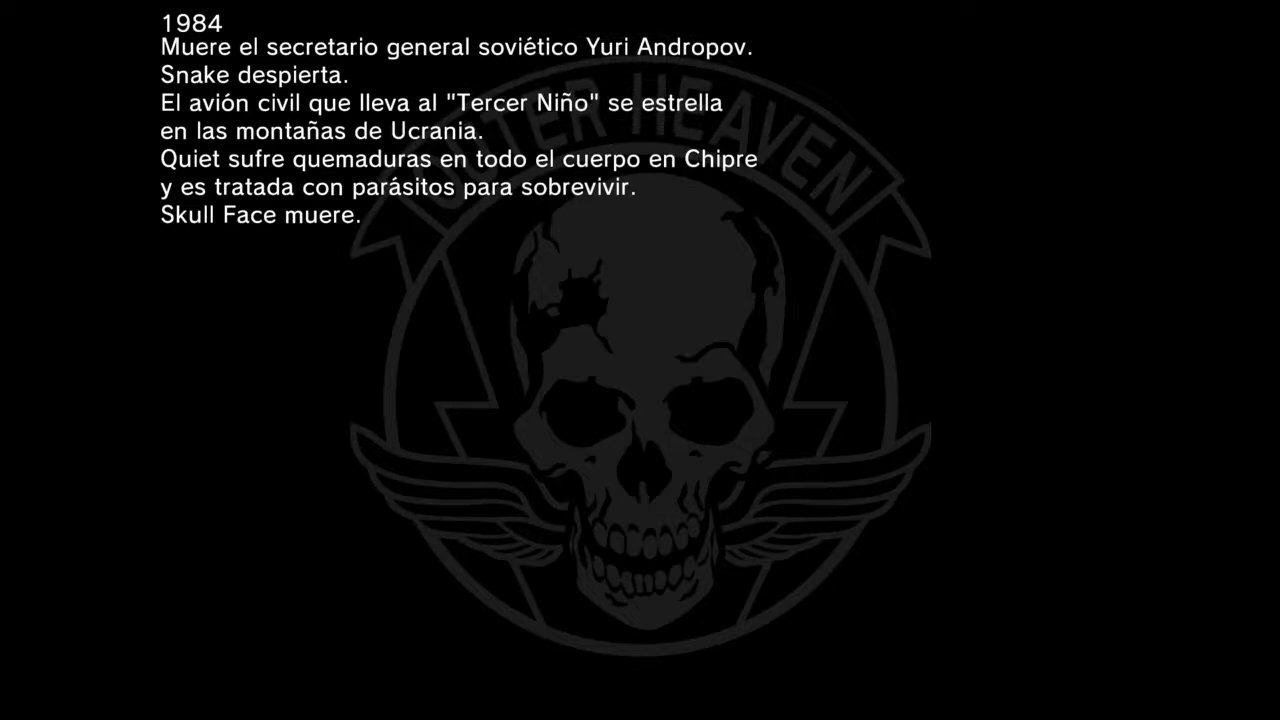 1984
Muere el secretario general soviético Yuri Andropov.
Snake despierta.
El avión civil que lleva al "Tercer Niño" se estrella
en las montañas de Ucrania.
Quiet sufre quemaduras en todo el cuerpo en Chipre
y es tratada con parásitos para sobrevivir.
Skull Face muere.
OUTER HEAVEN